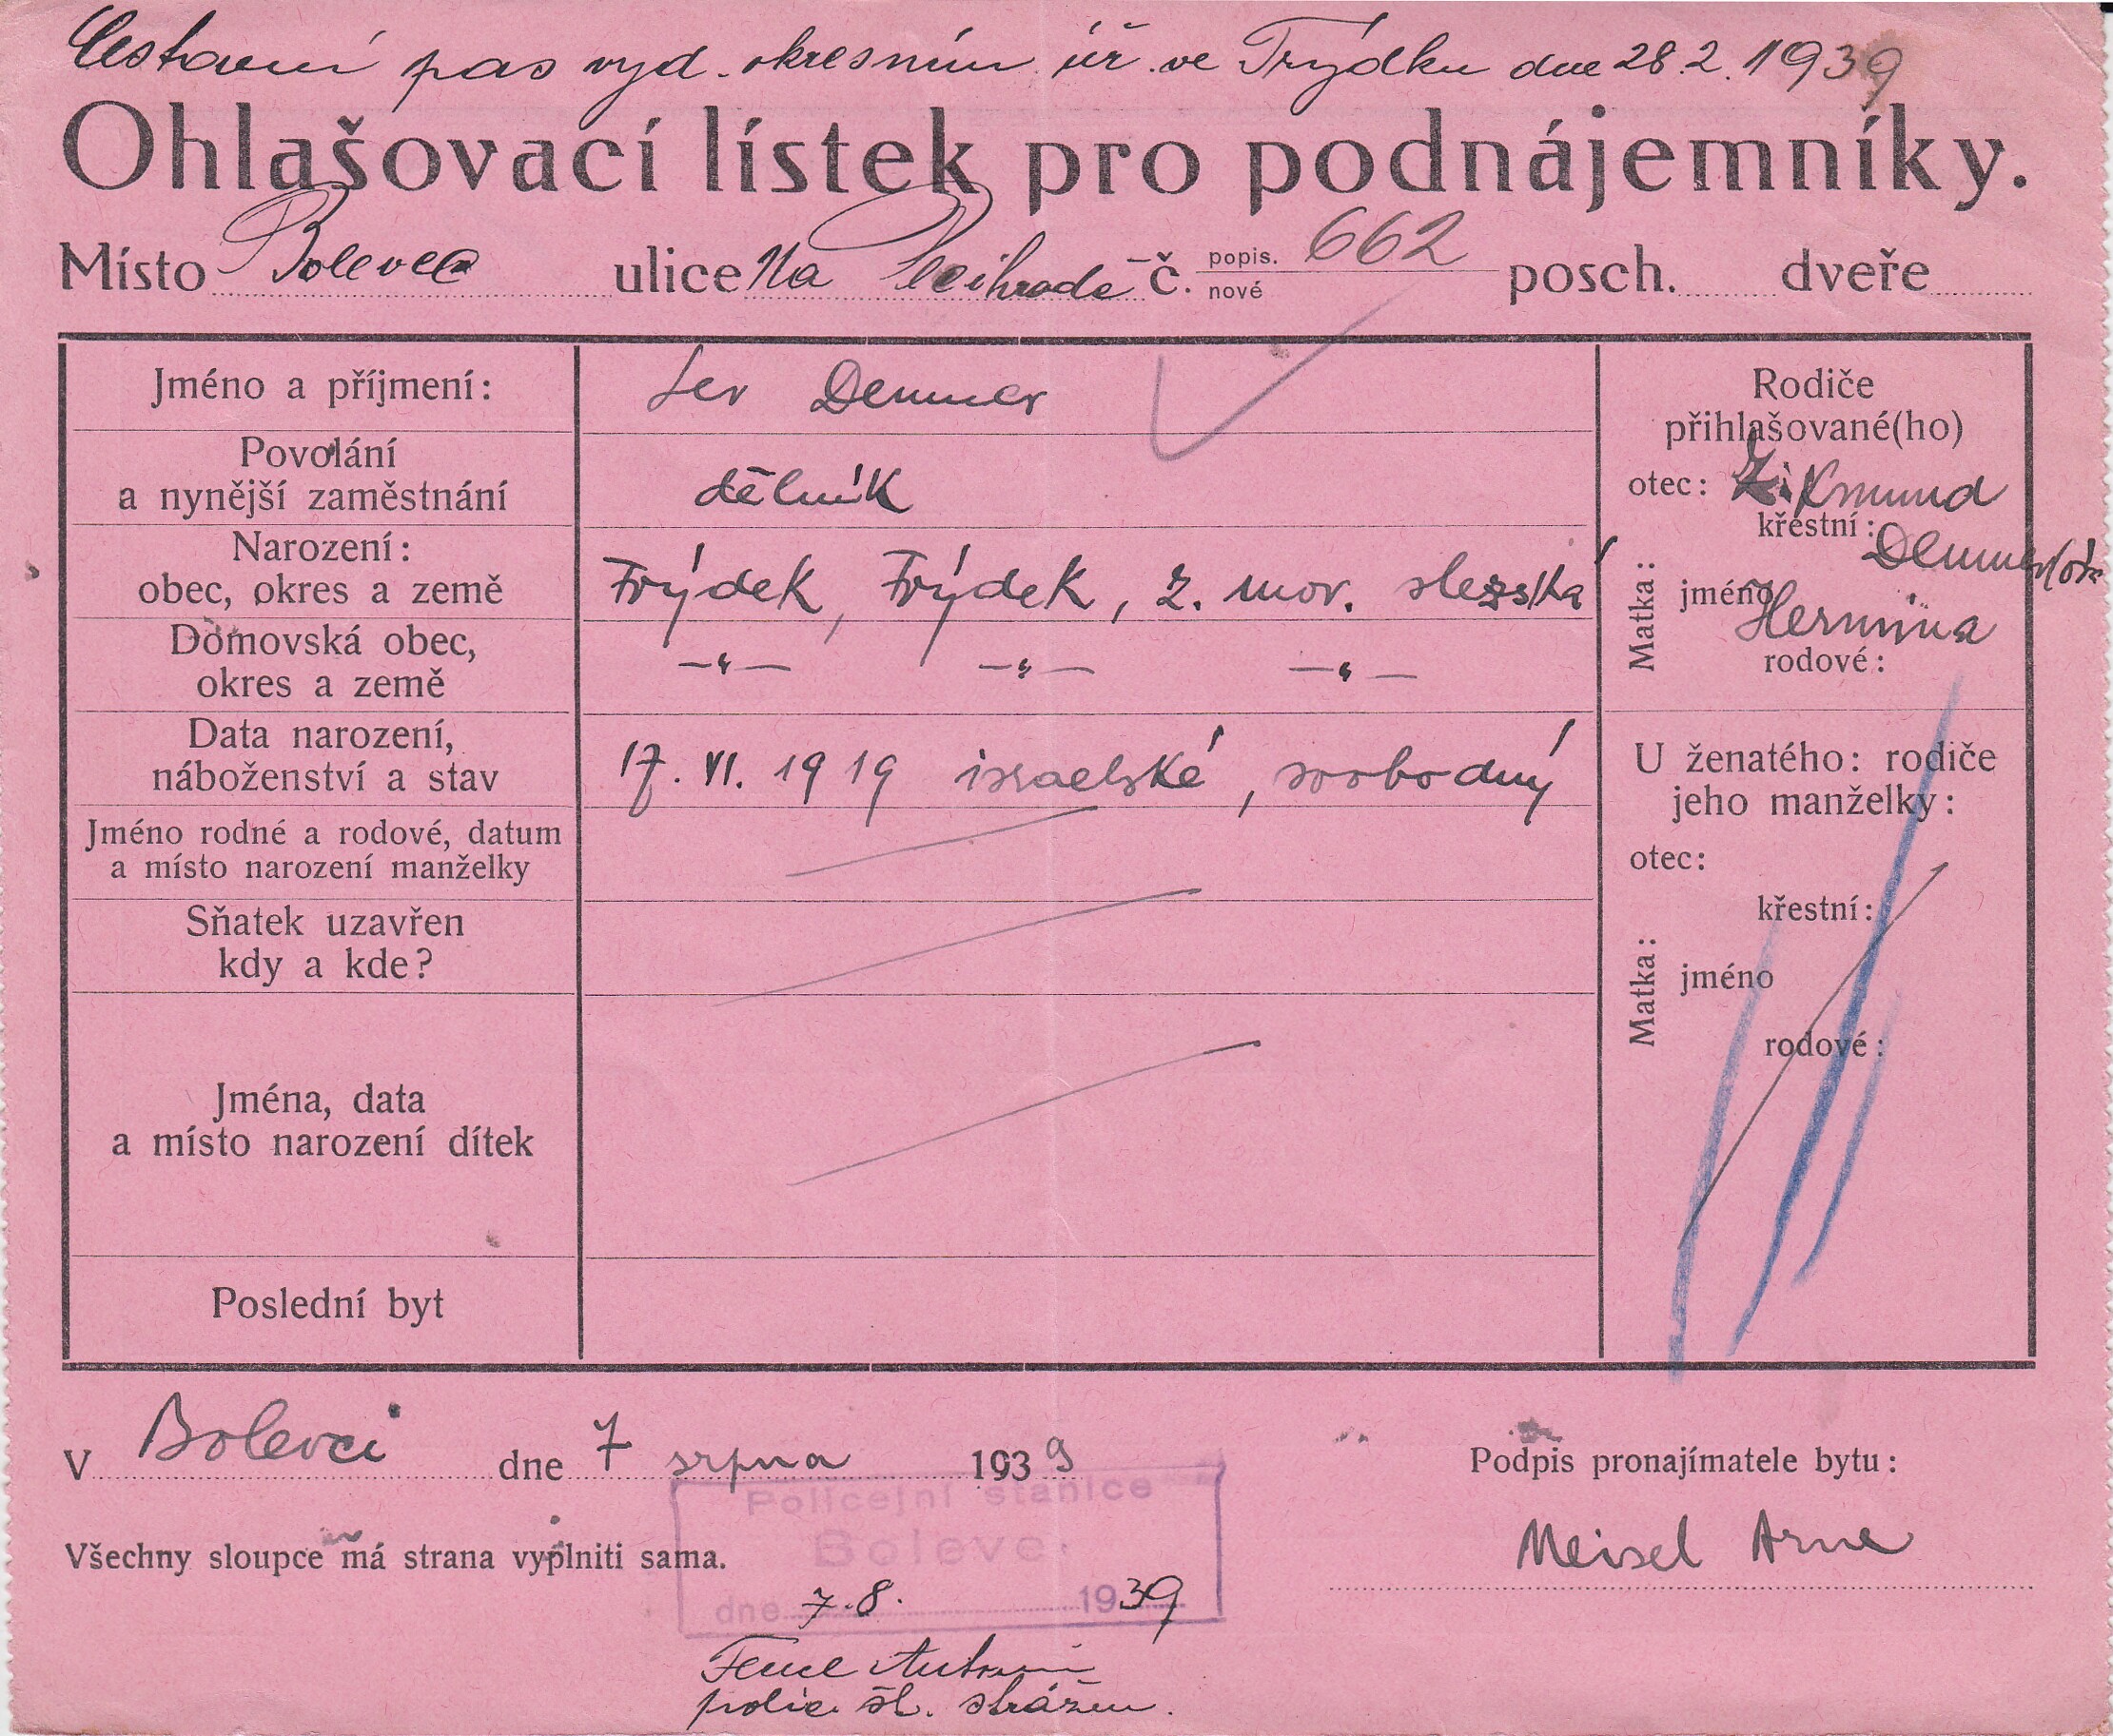 Cestovní pas vyd. okresním úř. ve Frýdku dne 28.2.1939
Ohlašovací lístek pro podnájemníky.
Místo Bolevec ulice Na č. popis. nové 662 posch. dveře
Jméno a příjmení: Lev Demner
Povolání
a nynější zaměstnání dělník
Narození:
obec, okres a země Frýdek, Frýdek, z. mor. slezská
Domovská obec,
okres a země —"— —"— —"—
Data narození,
náboženství a stav 17. VI. 1919 israelské, svobodný
Jméno rodné a rodové, datum
a místo narození manželky
Sňatek uzavřen
kdy a kde?
Jména, data
a místo narození dítek
Poslední byt
Rodiče
přihlašované(ho)
otec: Zikmund
Matka:
křestní:
jméno
Hermina
rodové:
U ženatého: rodiče
jeho manželky:
otec:
Matka:
křestní:
jméno
rodové:
V Bolevci dne 7 srpna 1939
Podpis pronajímatele bytu:
Policejní stanice
Všechny sloupce má strana vyplniti sama.
Meisel Arne
dne 7.8. 1939
polic. st. strážm.